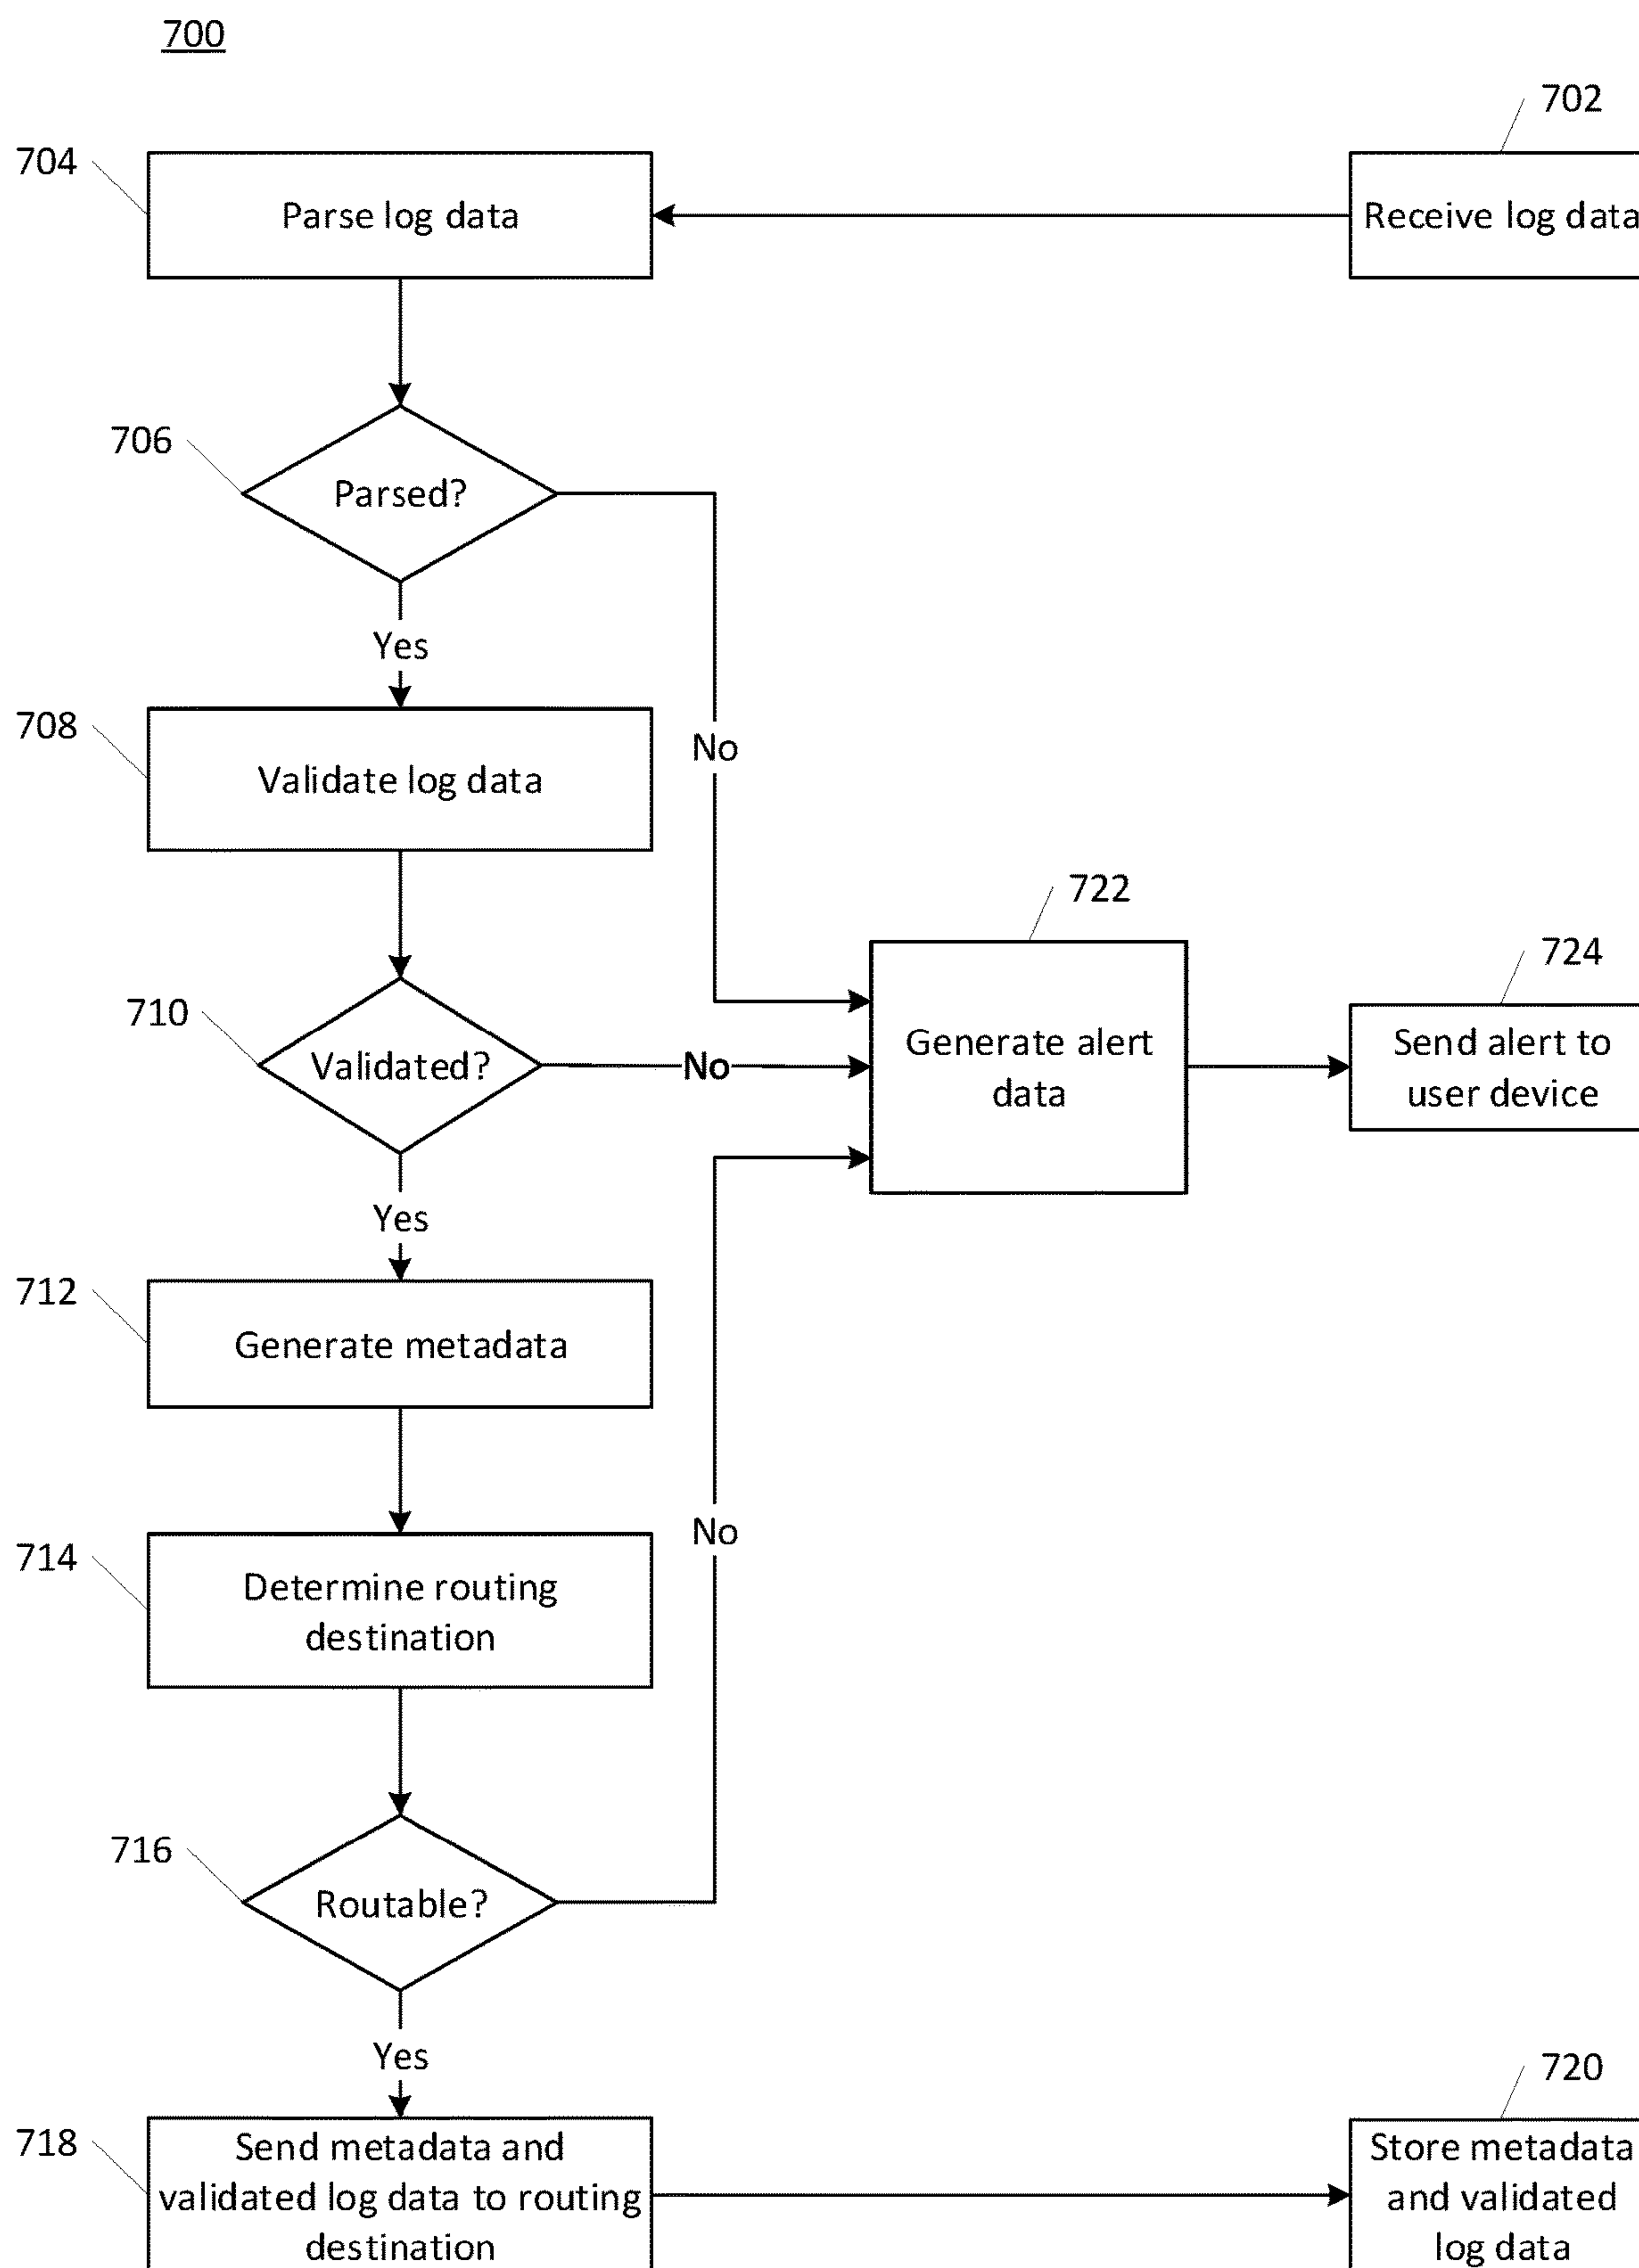 700
702
704
Parse log data
Receive log data
706
Parsed?
Yes
No
708
Validate log data
722
724
710
Validated?
No
Generate alert
data
Send alert to
user device
Yes
712
Generate metadata
No
714
Determine routing
destination
716
Routable?
Yes
720
718
Send metadata and
validated log data to routing
destination
Store metadata
and validated
log data